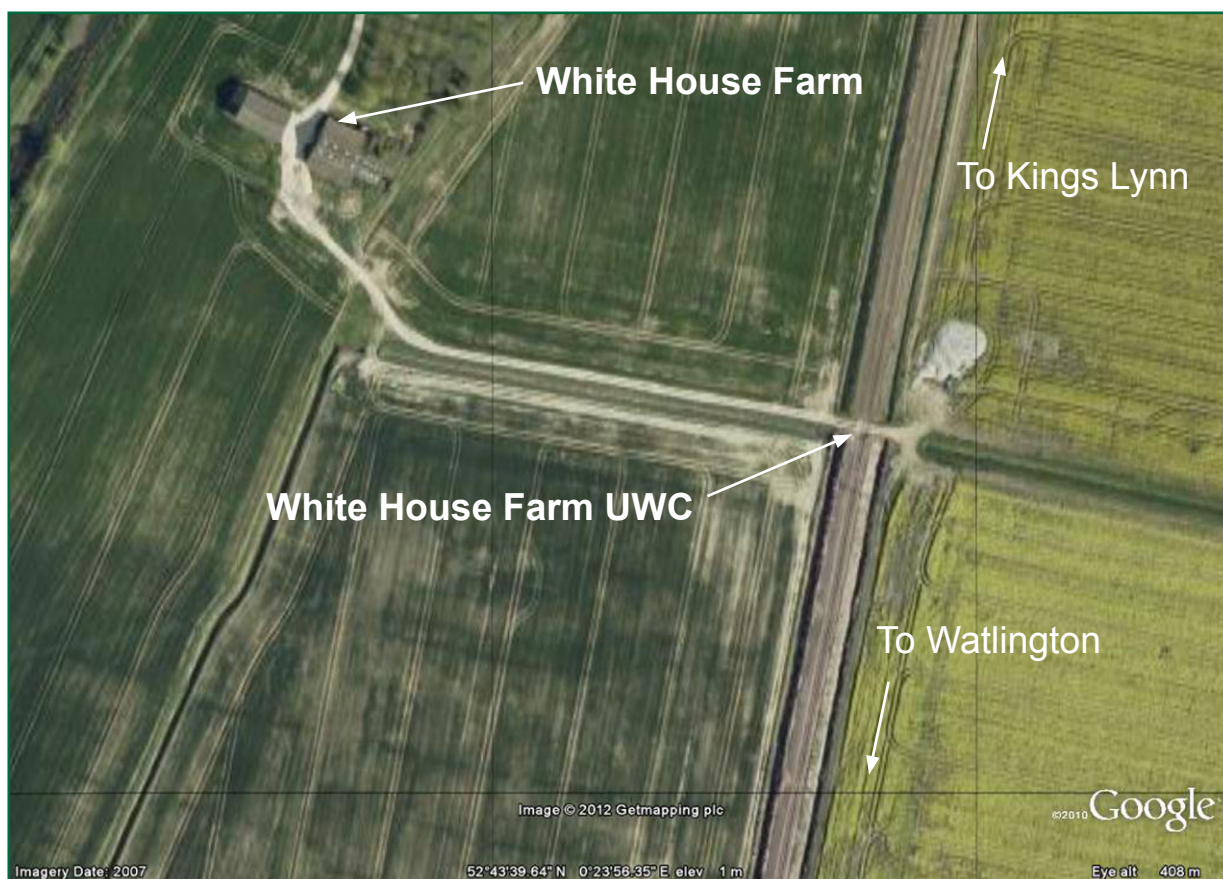 White House Farm
To Kings Lynn
White House Farm UWC
To Watlington
Image © 2012 Getmapping plc
©2010 Google
Imagery Date: 2007
52°43'39.64" N 0°23'56.35" E elev 1 m
Eye alt 408 m